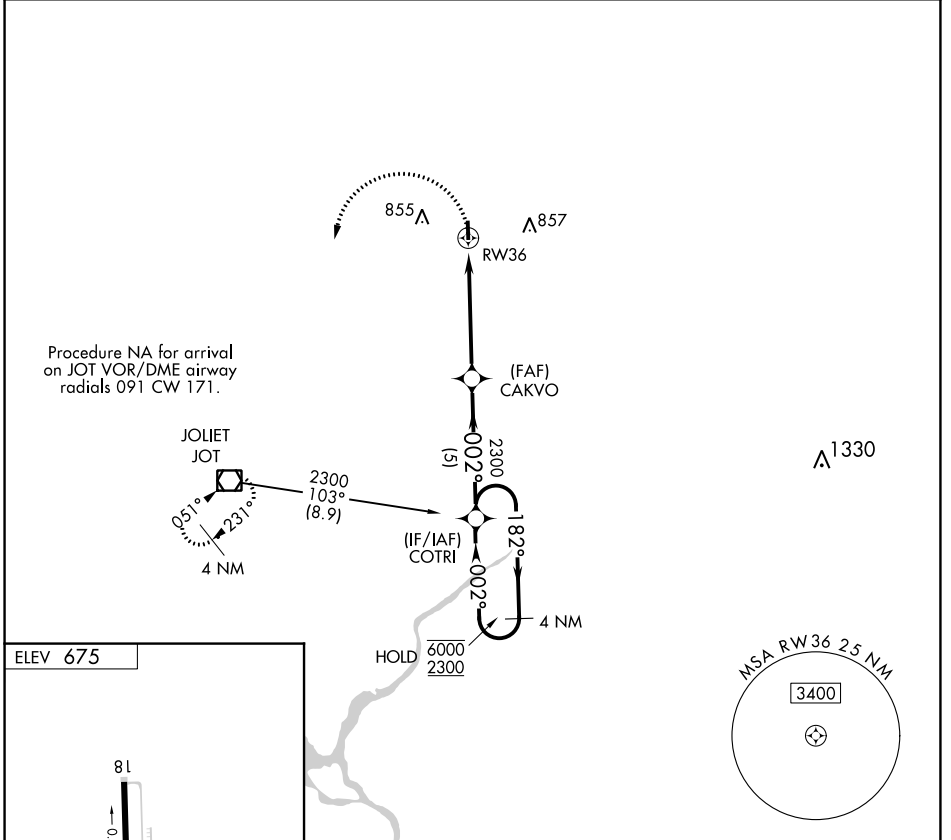 855
857
RW36
Procedure NA for arrival
on JOT VOR/DME airway
radials 091 CW 171.
(FAF)
CAKVO
JOLIET
JOT
1330
2300
103°
(8.9)
002°
(5)
2300
051°
231°
4 NM
(IF/IAF)
COTRI
182°
002°
4 NM
HOLD
6000
2300
MSA RW36 25 NM
3400
ELEV 675
18